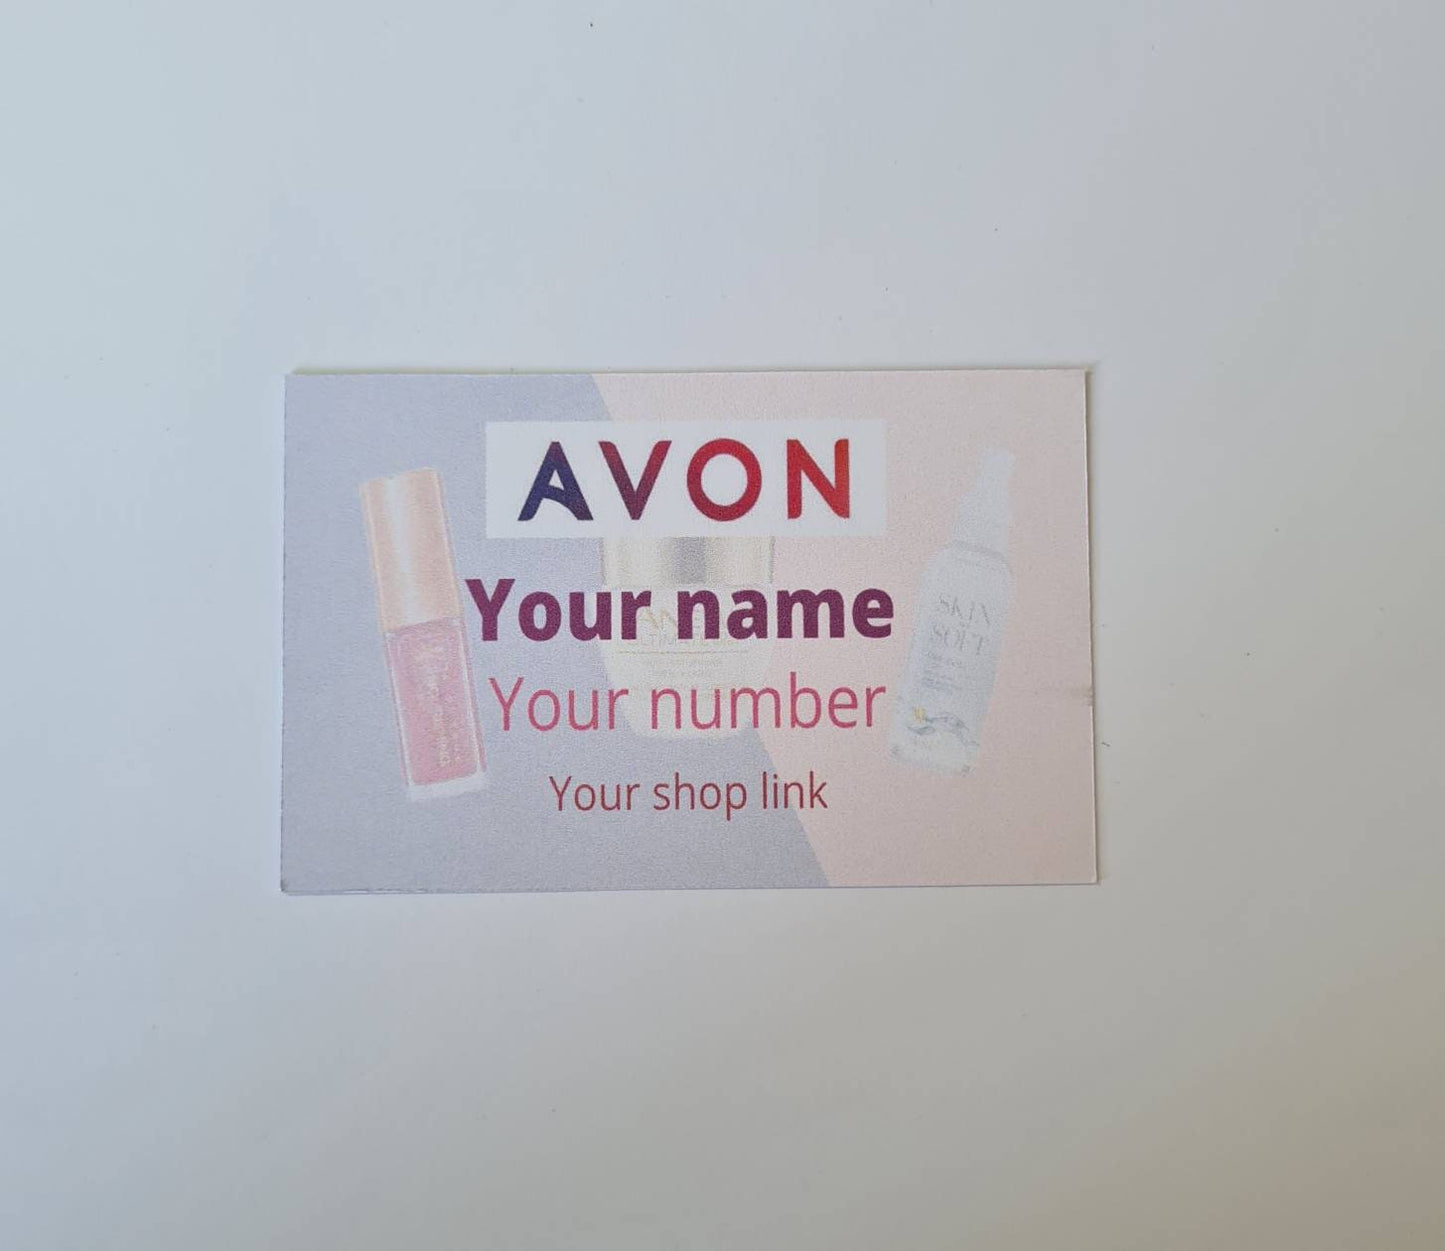 AVON
Your name
Your number
Your shop link
SKIN
SOFT